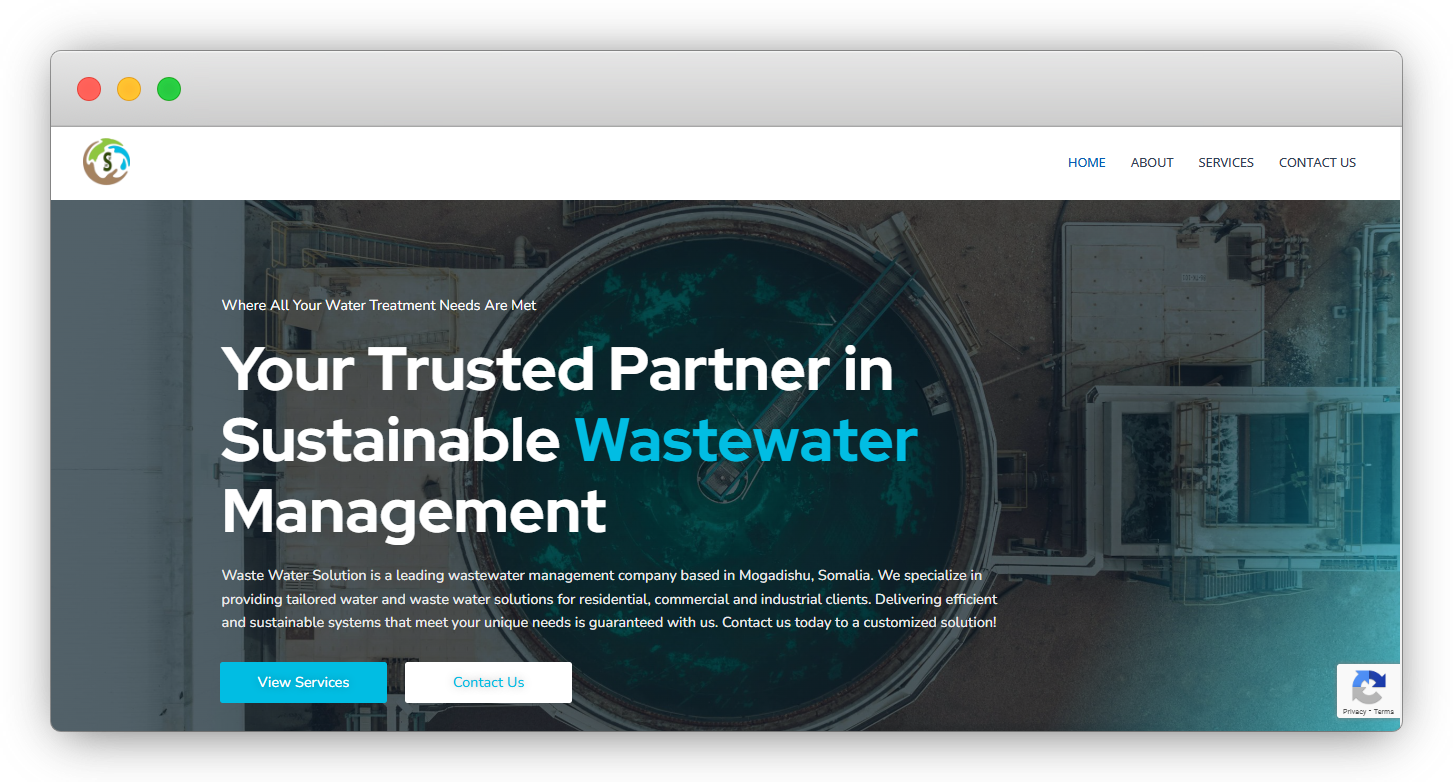 S
HOME ABOUT SERVICES CONTACT US
Where All Your Water Treatment Needs Are Met
Your Trusted Partner in
Sustainable Wastewater
Management
Waste Water Solution is a leading wastewater management company based in Mogadishu, Somalia. We specialize in
providing tailored water and waste water solutions for residential, commercial and industrial clients. Delivering efficient
and sustainable systems that meet your unique needs is guaranteed with us. Contact us today to a customized solution!
View Services Contact Us
Privacy - Terms